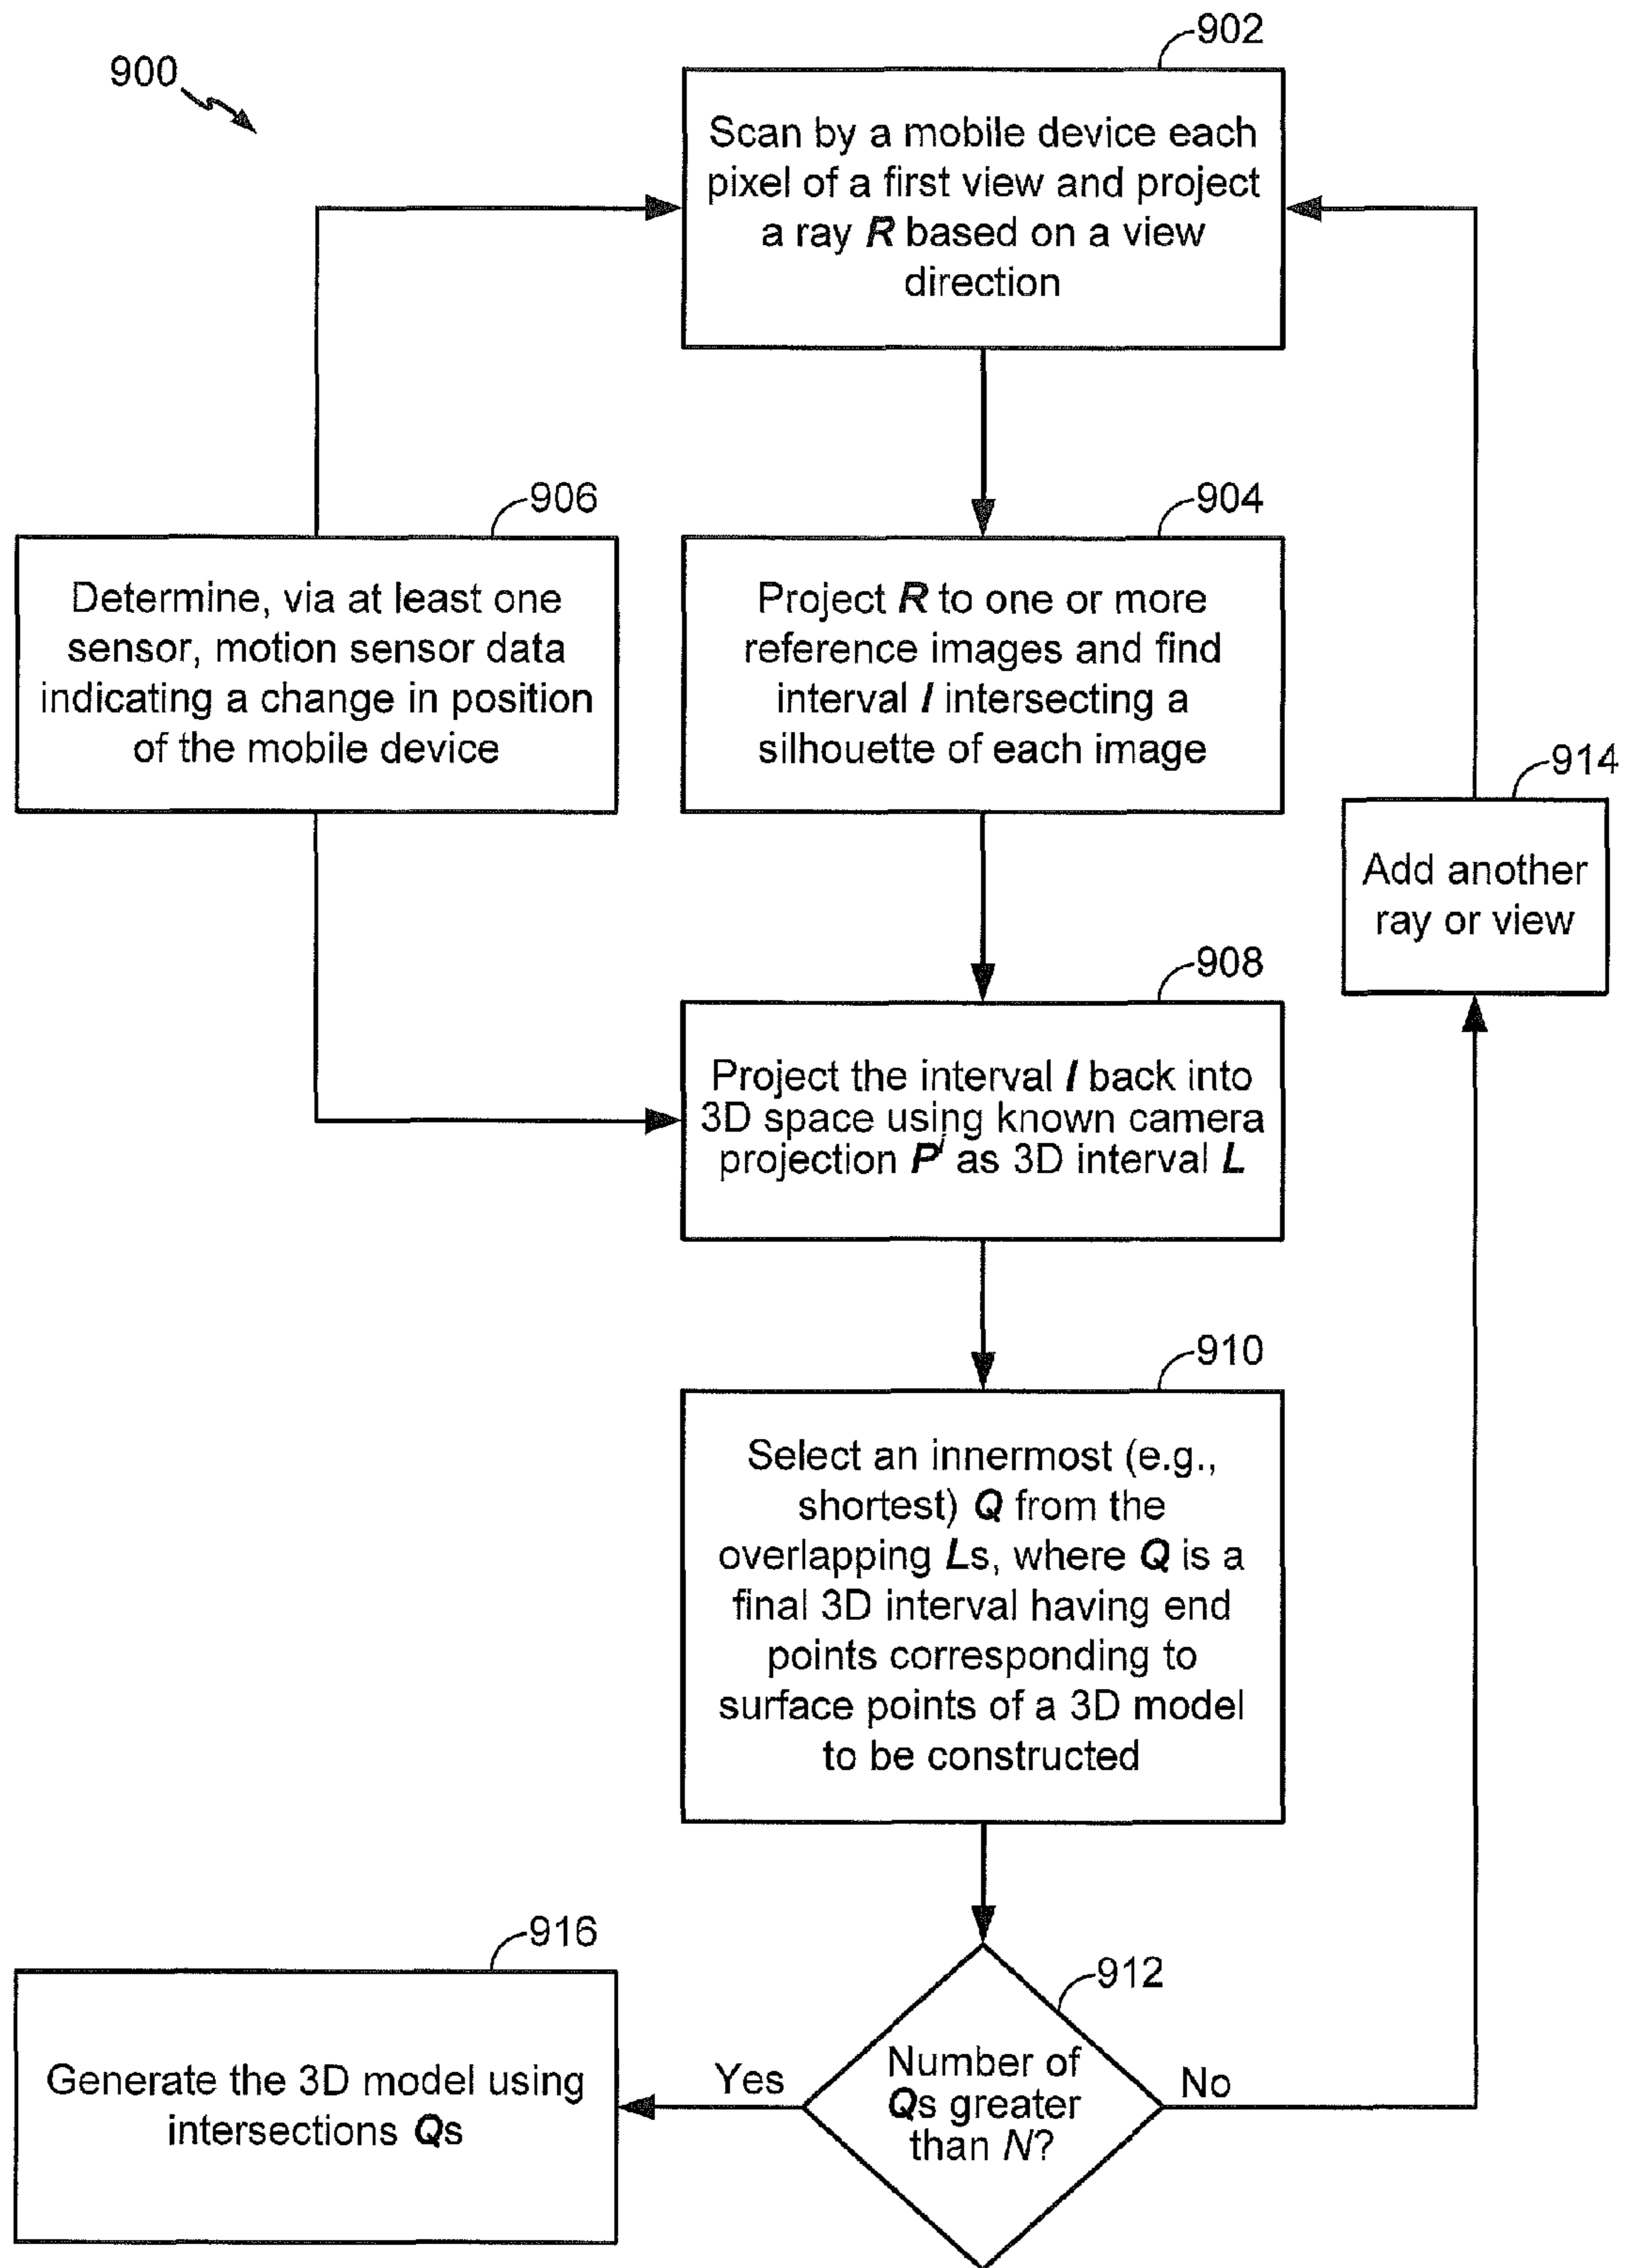 900
902
Scan by a mobile device each
pixel of a first view and project
a ray R based on a view
direction
906
Determine, via at least one
sensor, motion sensor data
indicating a change in position
of the mobile device
904
Project R to one or more
reference images and find
interval I intersecting a
silhouette of each image
914
Add another
ray or view
908
Project the interval I back into
3D space using known camera
projection Pⁱ as 3D interval L
910
Select an innermost (e.g.,
shortest) Q from the
overlapping Ls, where Q is a
final 3D interval having end
points corresponding to
surface points of a 3D model
to be constructed
916
Generate the 3D model using
intersections Qs
Yes
912
Number of
Qs greater
than N?
No